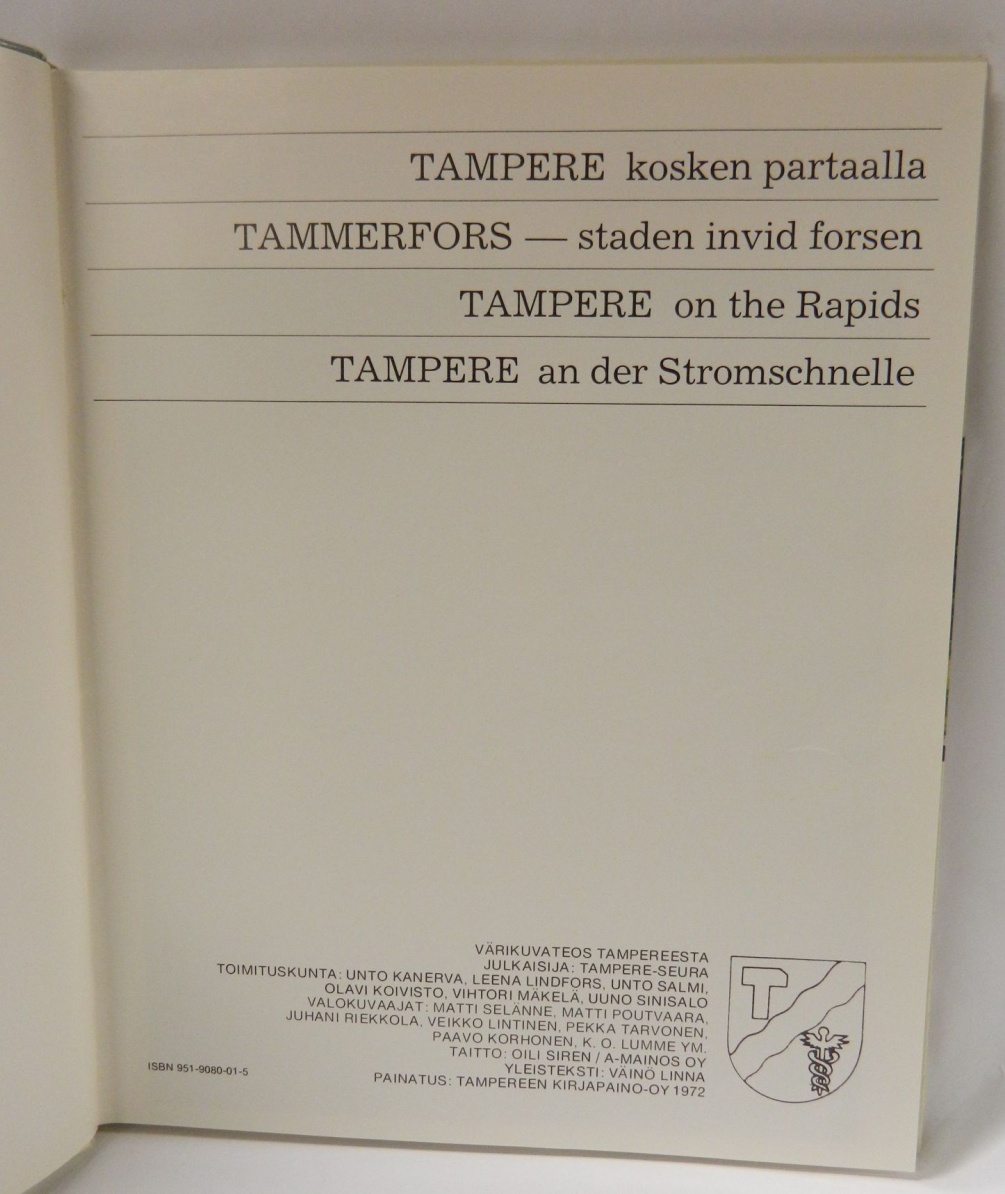 TAMPERE kosken partaalla
TAMMERFORS — staden invid forsen
TAMPERE on the Rapids
TAMPERE an der Stromschnelle
VÄRIKUVATEOS TAMPEREESTA
JULKAISIJA: TAMPERE-SEURA
TOIMITUSKUNTA: UNTO KANERVA, LEENA LINDFORS, UNTO SALMI,
OLAVI KOIVISTO, VIHTORI MÄKELÄ, UUNO SINISALO
VALOKUVAAJAT: MATTI SELÄNNE, MATTI POUTVAARA,
JUHANI RIEKKOLA, VEIKKO LINTINEN, PEKKA TARVONEN,
PAAVO KORHONEN, K. O. LUMME YM.
TAITTO: OILI SIREN / A-MAINOS OY
YLEISTEKSTI: VÄINÖ LINNA
PAINATUS: TAMPEREEN KIRJAPAINO-OY 1972
ISBN 951-9080-01-5
T